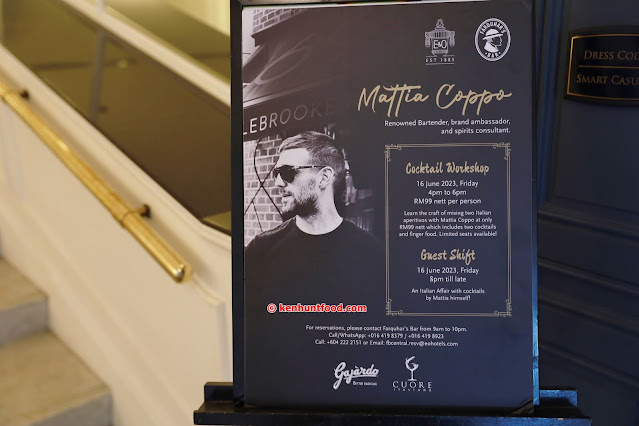 E&O
EST 1885
FARQUHAR'S
BAR
DRESS COD
SMART CASUA
Mattia Coppo
LEBROOKE
Renowned Bartender, brand ambassador,
and spirits consultant.
Cocktail Workshop
16 June 2023, Friday
4pm to 6pm
RM99 nett per person
Learn the craft of mixing two Italian
aperitivos with Mattia Coppo at only
RM99 nett which includes two cocktails
and finger food. Limited seats available!
Guest Shift
16 June 2023, Friday
8pm till late
An Italian Affair with cocktails
by Mattia himself!
© kenhuntfood.com
For reservations, please contact Farquhar's Bar from 9am to 10pm.
Call/WhatsApp: +016 419 8379 / +016 419 8923
Call: +604 222 2151 or Email: fbcentral.resv@eohotels.com
Gajàrdo
CUORE
ITALIANO